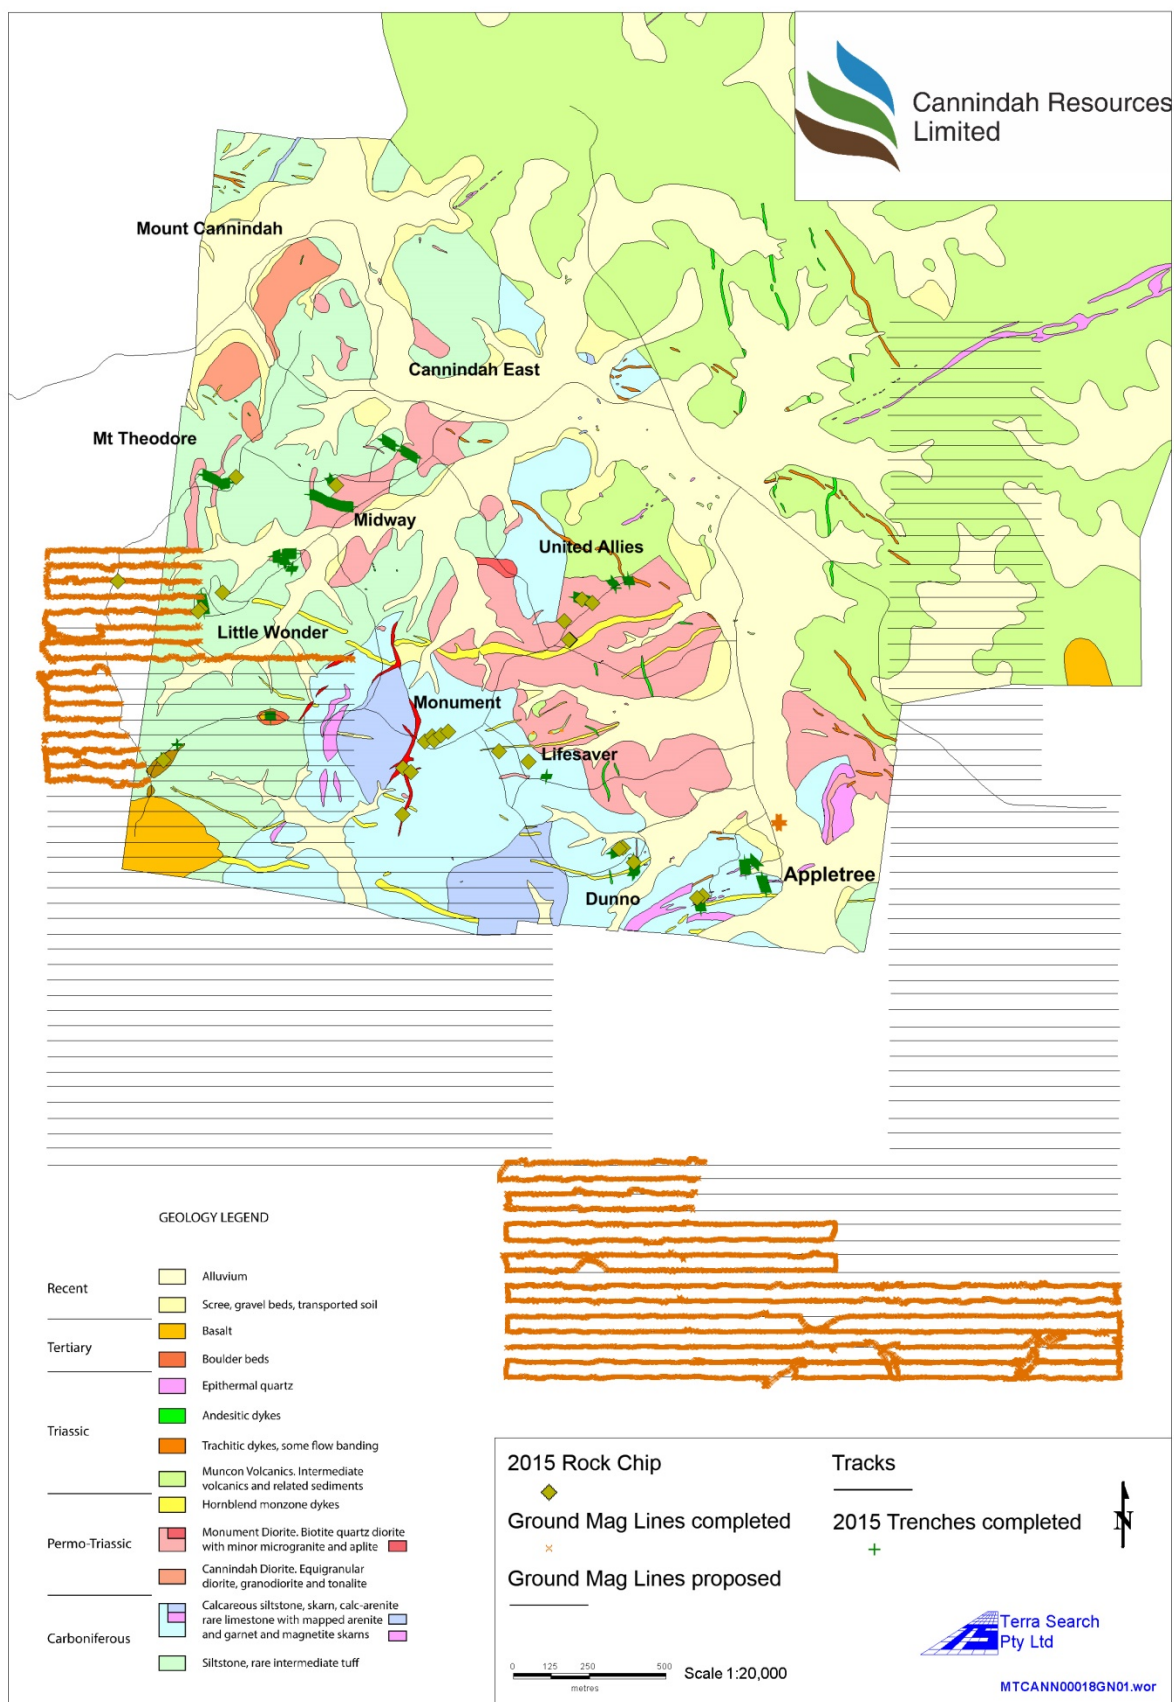 Cannindah Resources
Limited
Mount Cannindah
Cannindah East
Mt Theodore
Midway
United Allies
Little Wonder
Monument
Lifesaver
Dunno
Appletree
GEOLOGY LEGEND
Recent
Alluvium
Scree, gravel beds, transported soil
Tertiary
Basalt
Boulder beds
Triassic
Epithermal quartz
Andesitic dykes
Trachitic dykes, some flow banding
Muncon Volcanics. Intermediate
volcanics and related sediments
Permo-Triassic
Hornblend monzone dykes
Monument Diorite. Biotite quartz diorite
with minor microgranite and aplite
Cannindah Diorite. Equigranular
diorite, granodiorite and tonalite
Carboniferous
Calcareous siltstone, skarn, calc-arenite
rare limestone with mapped arenite
and garnet and magnetite skarns
Siltstone, rare intermediate tuff
2015 Rock Chip
Ground Mag Lines completed
Ground Mag Lines proposed
Tracks
2015 Trenches completed
N
0 125 250 500
metres
Scale 1:20,000
TS
Terra Search
Pty Ltd
MTCANN00018GN01.wor